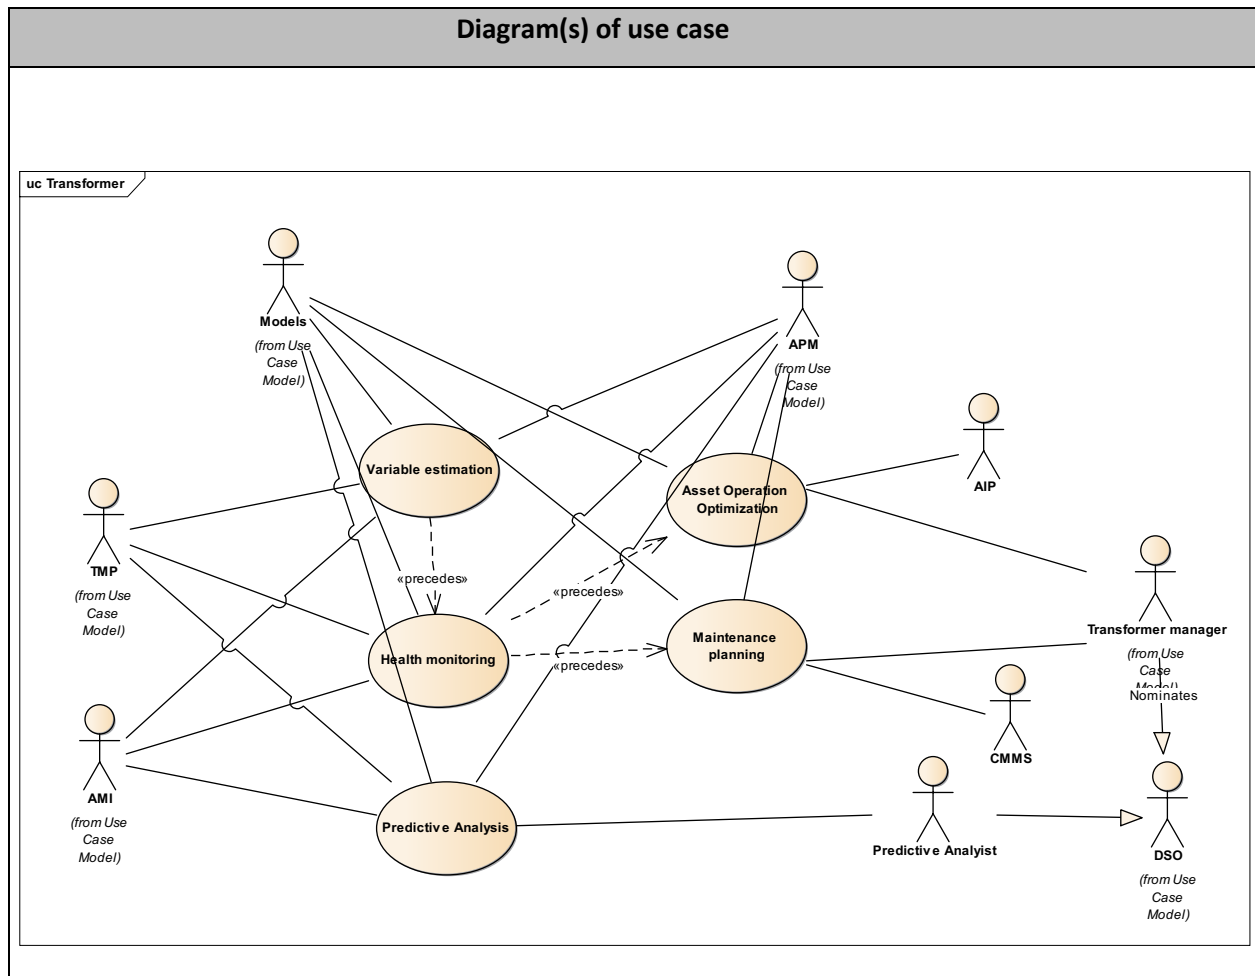 Diagram(s) of use case
uc Transformer
Models
(from Use
Case
Model)
APM
(from Use
Case
Model)
AIP
Variable estimation
Asset Operation
Optimization
TMP
(from Use
Case
Model)
«precedes»
«precedes»
Transformer manager
(from Use
Case
Model)
Nominates
Health monitoring
Maintenance
planning
«precedes»
CMMS
AMI
(from Use
Case
Model)
Predictive Analysis
Predictive Analyist
DSO
(from Use
Case
Model)